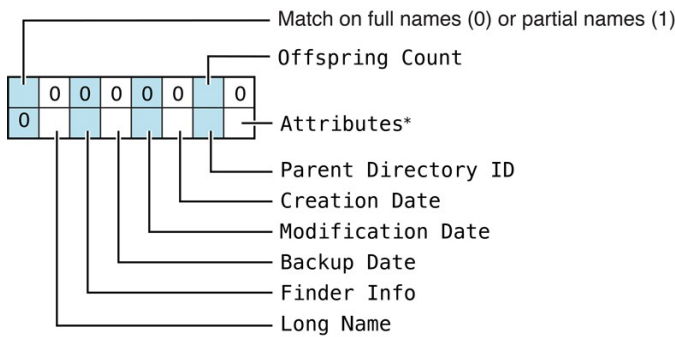 Match on full names (0) or partial names (1)
Offspring Count
0 0 0 0 0 0
0
Attributes*
Parent Directory ID
Creation Date
Modification Date
Backup Date
Finder Info
Long Name